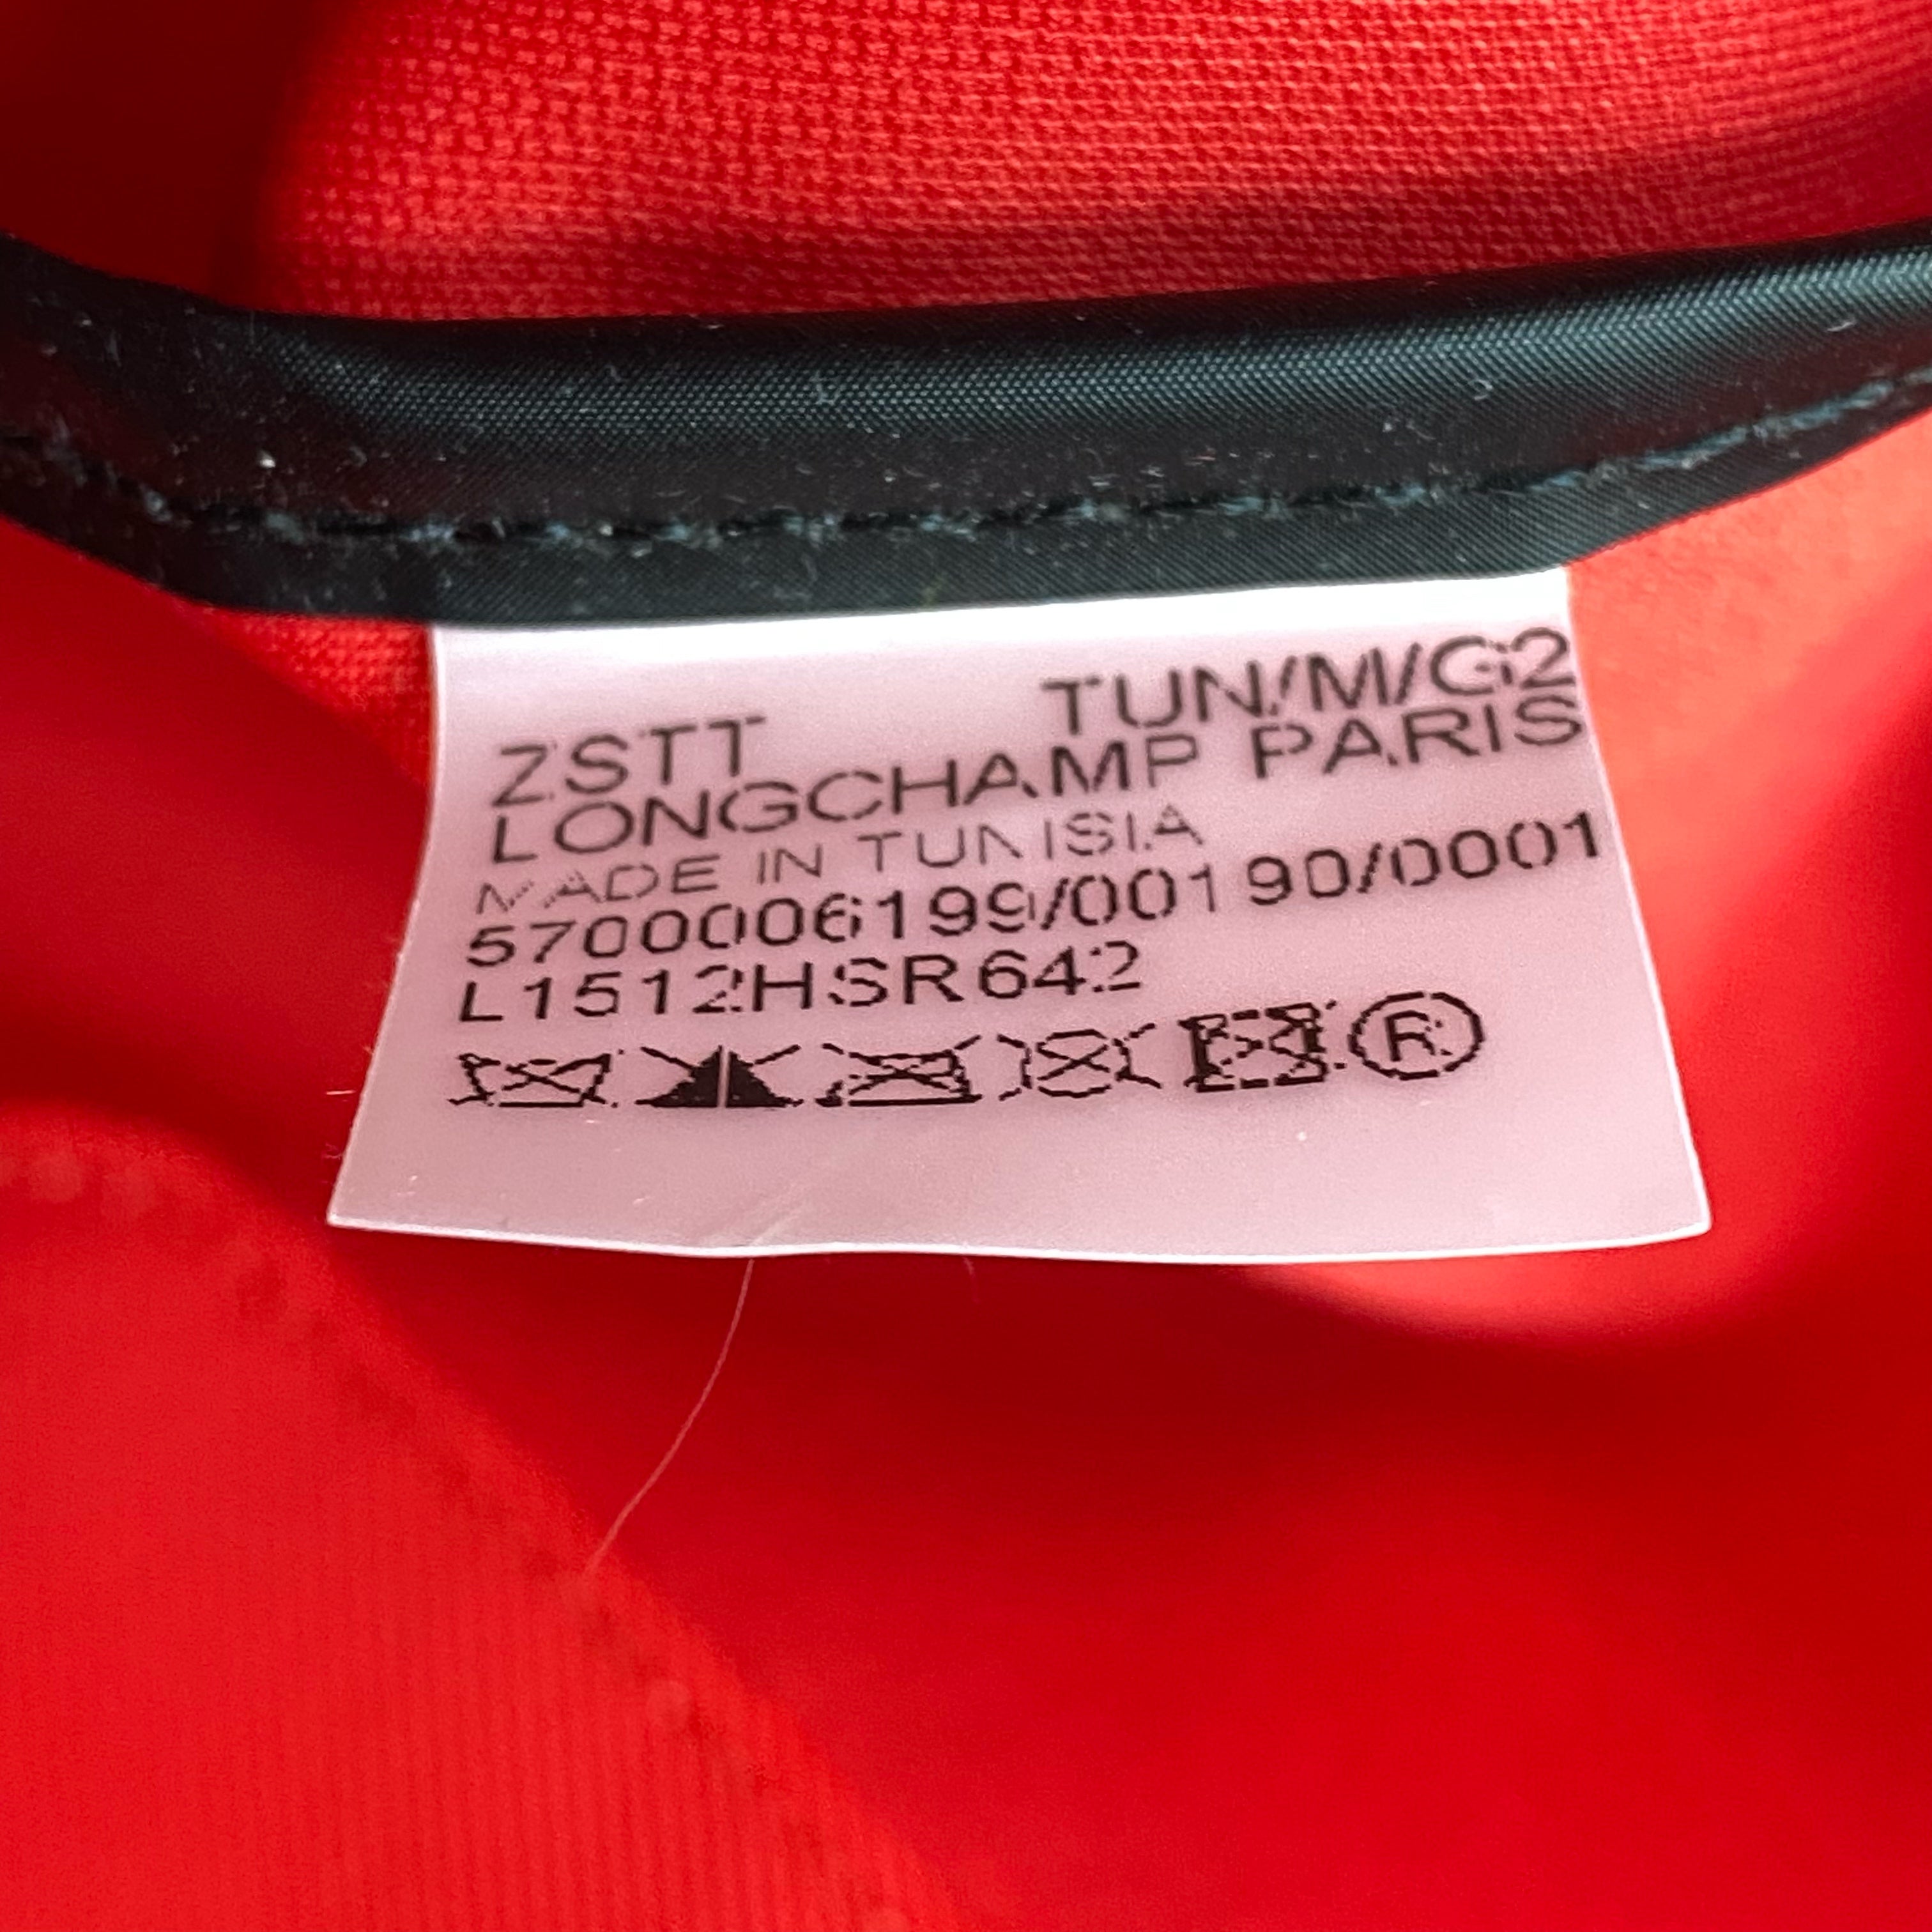 ZSTT TUN/M/G2
LONGCHAMP PARIS
MADE IN TUNISIA
5700006199/00190/0001
L1512HSR642
R